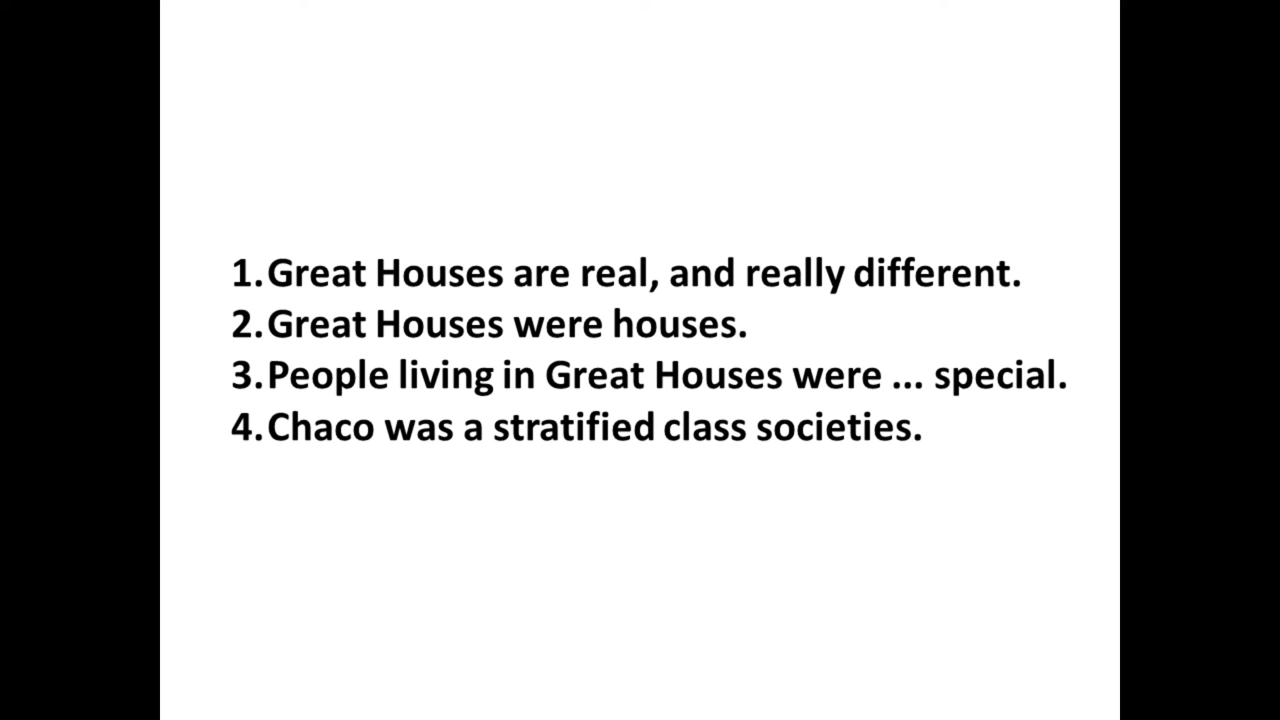 1. Great Houses are real, and really different.
2. Great Houses were houses.
3. People living in Great Houses were ... special.
4. Chaco was a stratified class societies.